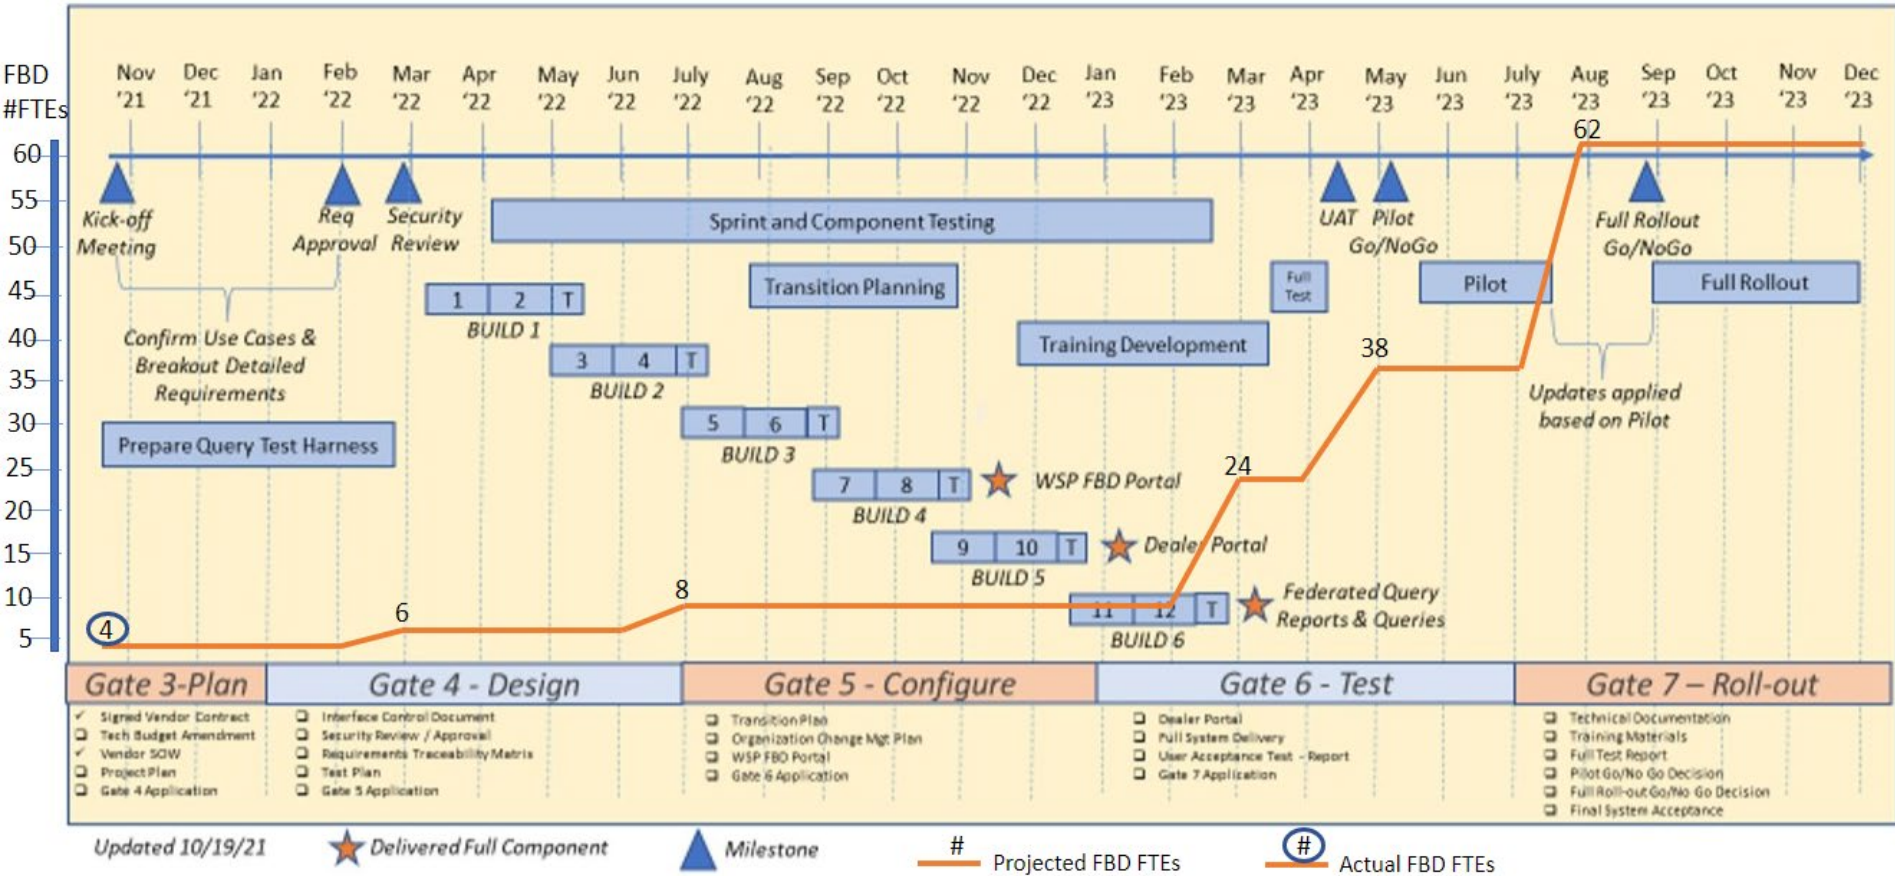 FBD
#FTEs
Nov Dec Jan Feb Mar Apr May Jun July Aug Sep Oct Nov Dec Jan Feb Mar Apr May Jun July Aug Sep Oct Nov Dec
'21 '21 '22 '22 '22 '22 '22 '22 '22 '22 '22 '22 '22 '22 '23 '23 '23 '23 '23 '23 '23 '23 '23 '23 '23 '23
60
55
50
45
40
35
30
25
20
15
10
5
62
Kick-off
Meeting
Req
Approval
Security
Review
Sprint and Component Testing
UAT
Pilot
Go/NoGo
Full Rollout
Go/NoGo
Transition Planning
Full
Test
Pilot
Full Rollout
1 2 T
BUILD 1
Confirm Use Cases &
Breakout Detailed
Requirements
Training Development
38
3 4 T
BUILD 2
Updates applied
based on Pilot
5 6 T
BUILD 3
Prepare Query Test Harness
24
7 8 T
BUILD 4
WSP FBD Portal
9 10 T
BUILD 5
Dealer Portal
8
11 12 T
BUILD 6
Federated Query
Reports & Queries
6
4
Gate 3-Plan
Gate 4 - Design
Gate 5 - Configure
Gate 6 - Test
Gate 7 – Roll-out
✓ Signed Vendor Contract
❑ Tech Budget Amendment
✓ Vendor SOW
❑ Project Plan
❑ Gate 4 Application
❑ Interface Control Document
❑ Security Review / Approval
❑ Requirements Traceability Matrix
❑ Test Plan
❑ Gate 5 Application
❑ Transition Plan
❑ Organization Change Mgt Plan
❑ WSP FBD Portal
❑ Gate 6 Application
❑ Dealer Portal
❑ Full System Delivery
❑ User Acceptance Test - Report
❑ Gate 7 Application
❑ Technical Documentation
❑ Training Materials
❑ Full Test Report
❑ Pilot Go/No Go Decision
❑ Full Roll-out Go/No Go Decision
❑ Final System Acceptance
Updated 10/19/21
Delivered Full Component
Milestone
# Projected FBD FTEs
# Actual FBD FTEs